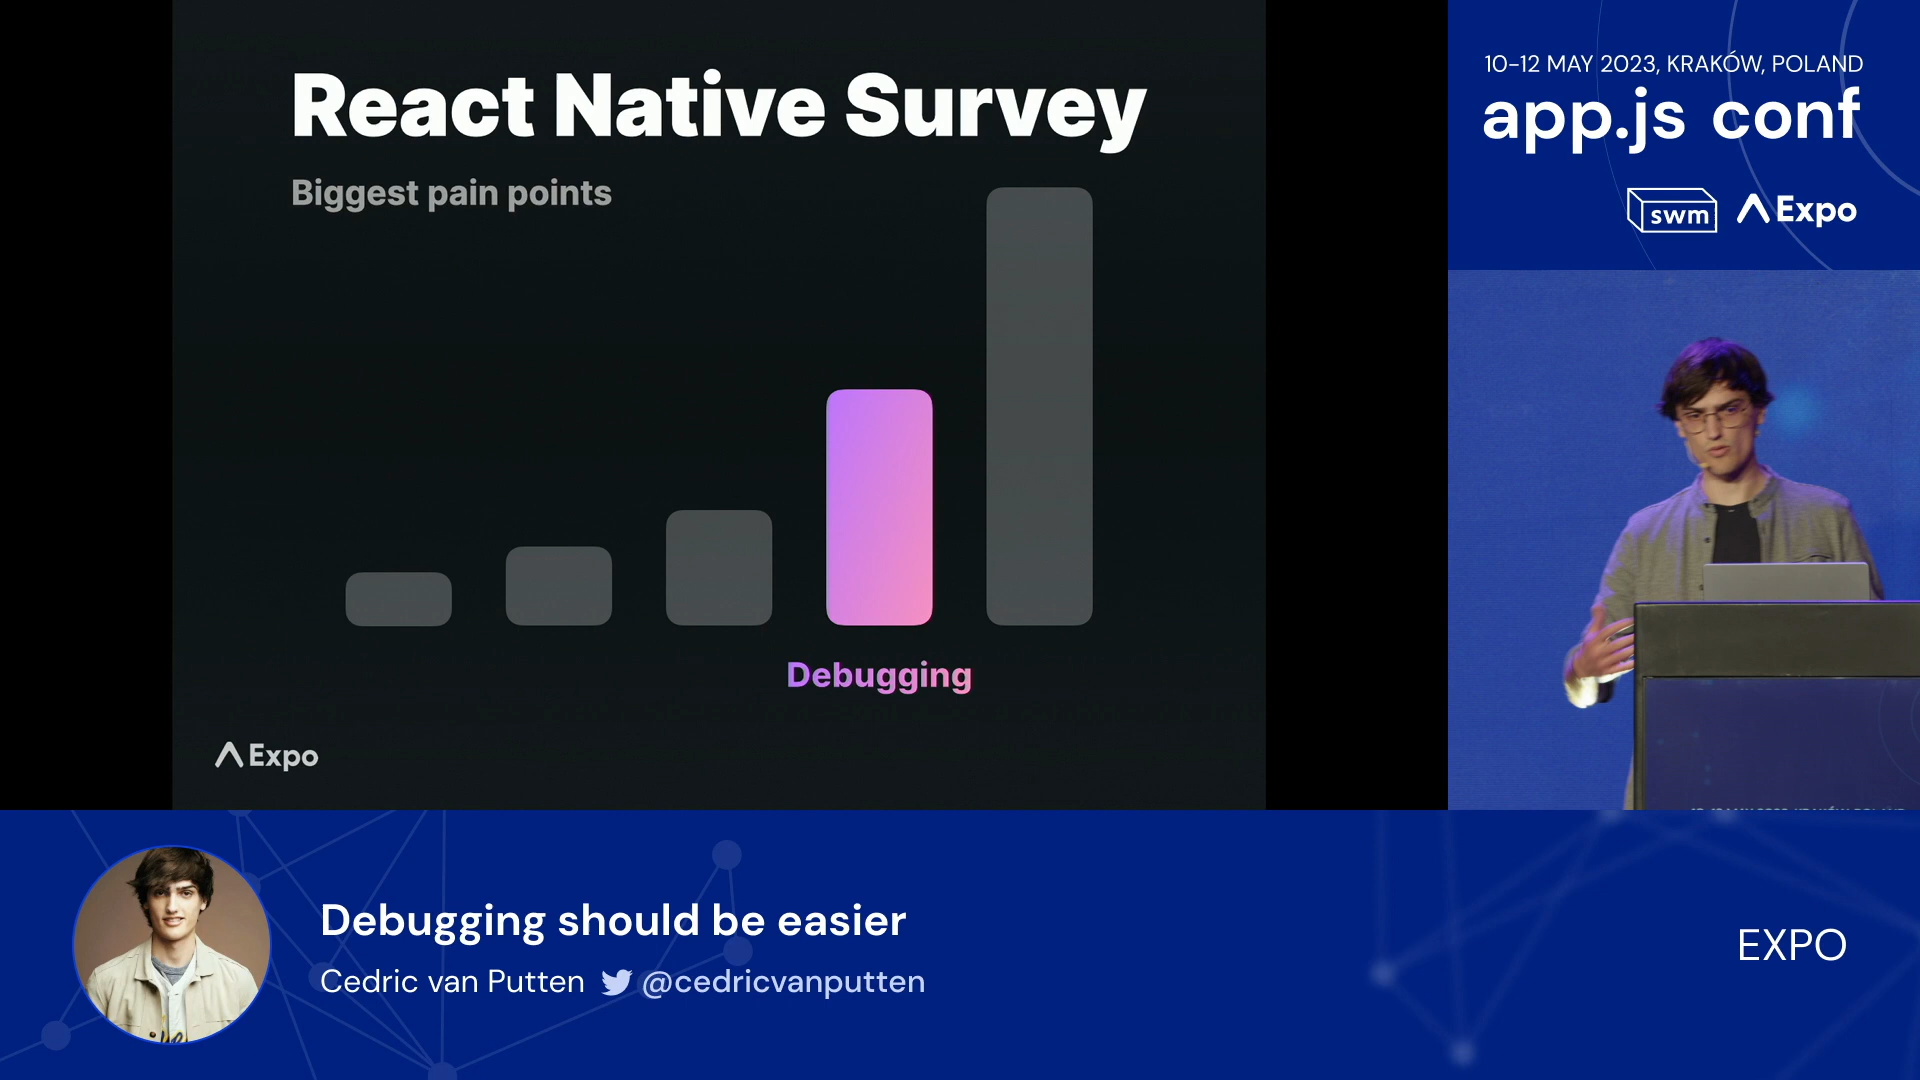 React Native Survey
Biggest pain points
Debugging
Expo
10-12 MAY 2023, KRAKÓW, POLAND
app.js conf
swm
Expo
Debugging should be easier
Cedric van Putten @cedricvanputten
EXPO